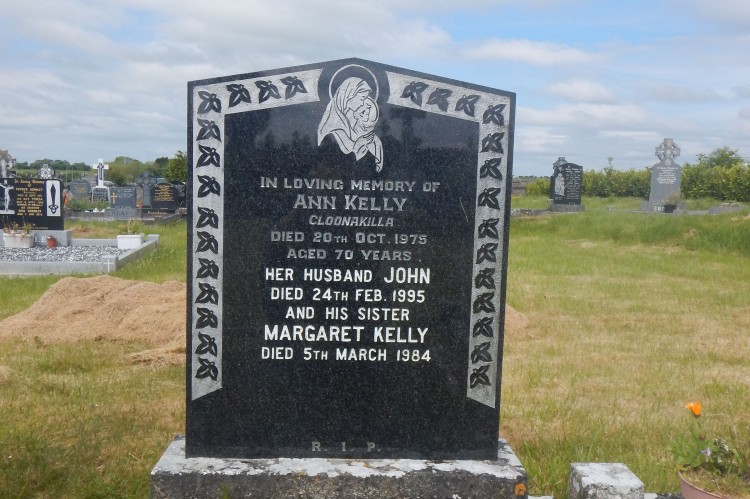 IN LOVING MEMORY OF
ANN KELLY
CLOONAKILLA
DIED 20TH OCT. 1975
AGED 70 YEARS
HER HUSBAND JOHN
DIED 24TH FEB. 1995
AND HIS SISTER
MARGARET KELLY
DIED 5TH MARCH 1984
R. I. P.